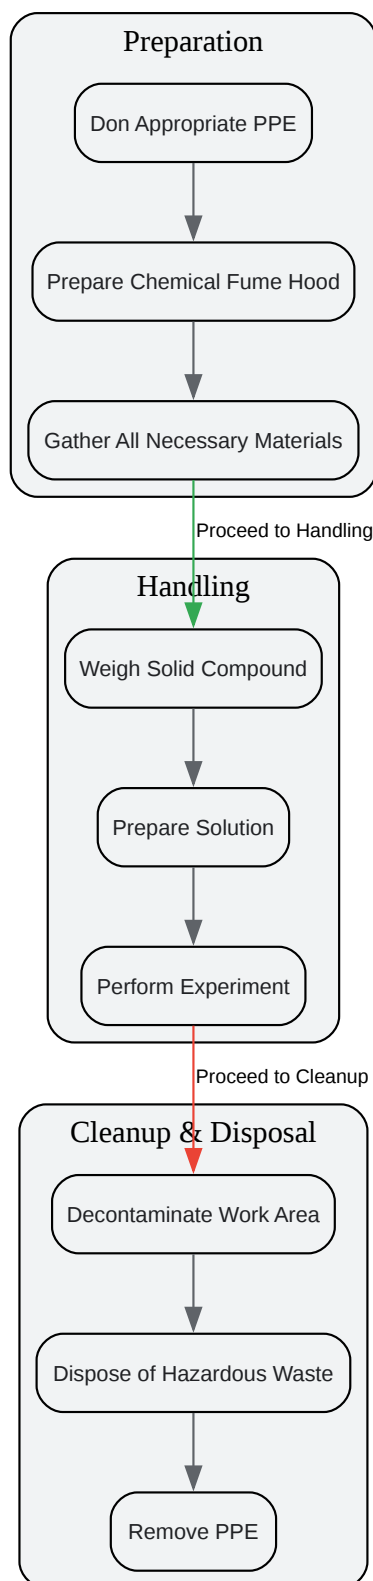 Preparation
Don Appropriate PPE
Prepare Chemical Fume Hood
Gather All Necessary Materials
Proceed to Handling
Handling
Weigh Solid Compound
Prepare Solution
Perform Experiment
Proceed to Cleanup
Cleanup & Disposal
Decontaminate Work Area
Dispose of Hazardous Waste
Remove PPE